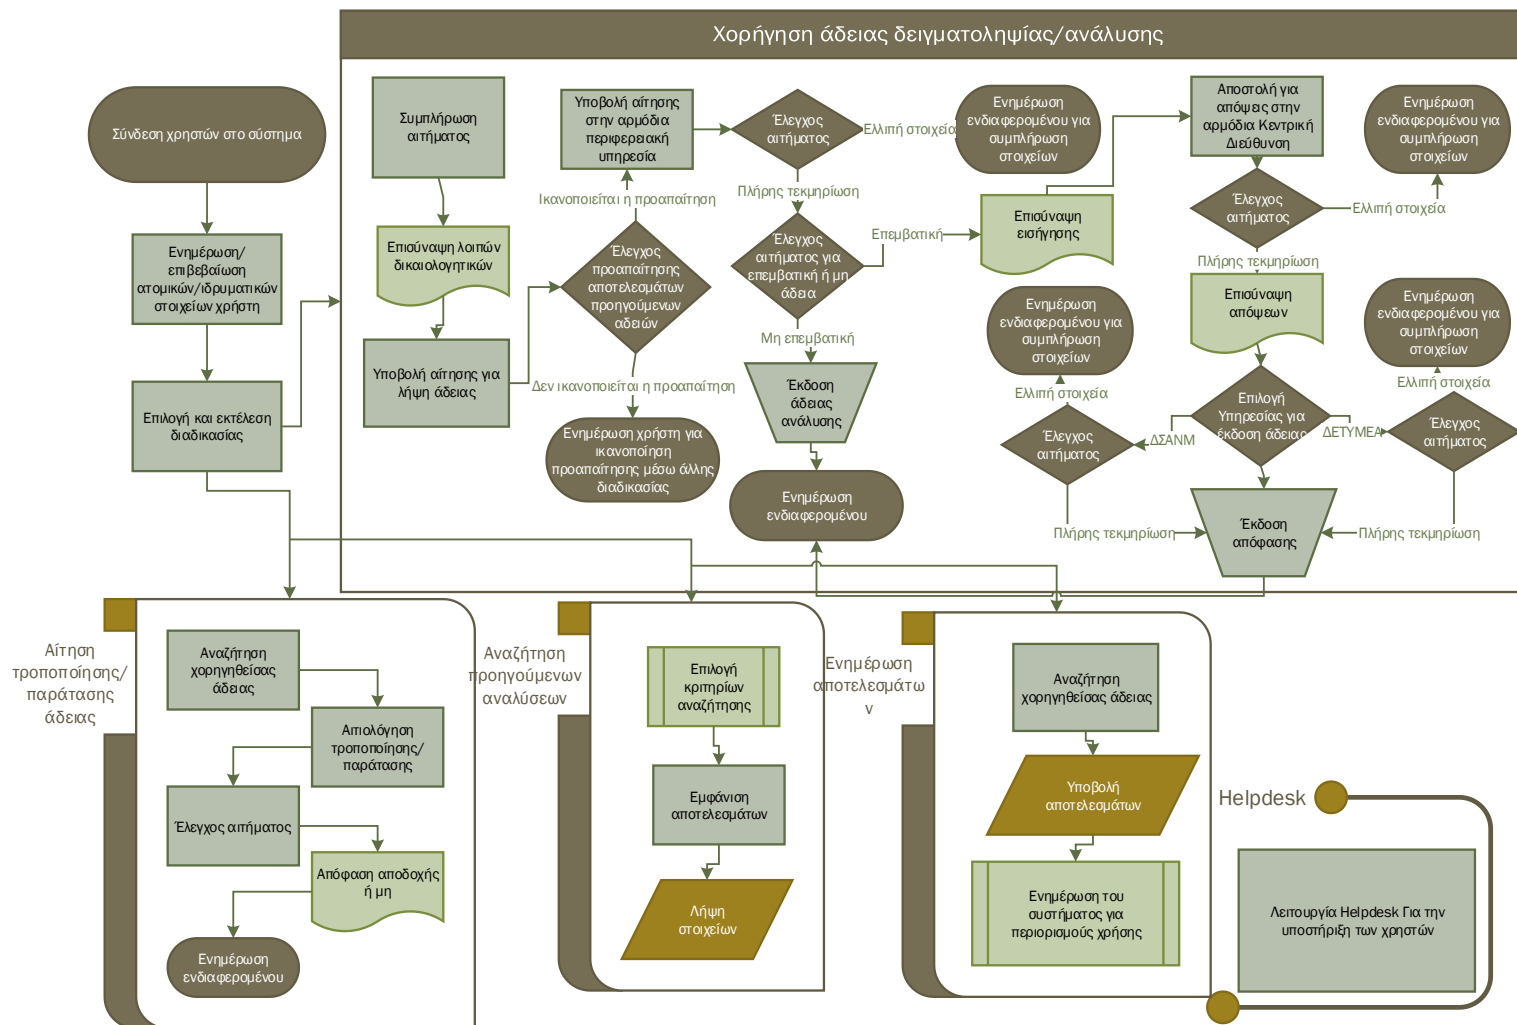 Χορήγηση άδειας δειγματοληψίας/ανάλυσης
Σύνδεση χρηστών στο σύστημα
Ενημέρωση/
επιβεβαίωση
ατομικών/ιδρυματικών
στοιχείων χρήστη
Επιλογή και εκτέλεση
διαδικασίας
Συμπλήρωση
αιτήματος
Επισύναψη λοιπών
δικαιολογητικών
Υποβολή αίτησης για
λήψη άδειας
Υποβολή αίτησης
στην αρμόδια
περιφερειακή
υπηρεσία
Ικανοποιείται η προαπαίτηση
Έλεγχος
προαπαίτησης
αποτελεσμάτων
προηγούμενων
αδειών
Δεν ικανοποιείται η προαπαίτηση
Ενημέρωση χρήστη για
ικανοποίηση
προαπαίτησης μέσω άλλης
διαδικασίας
Έλεγχος
αιτήματος
Ελλιπή στοιχεία
Ενημέρωση
ενδιαφερομένου για
συμπλήρωση
στοιχείων
Πλήρης τεκμηρίωση
Έλεγχος
αιτήματος για
επεμβατική ή μη
άδεια
Επεμβατική
Επισύναψη
εισήγησης
Μη επεμβατική
Έκδοση
άδειας
ανάλυσης
Ενημέρωση
ενδιαφερομένου
Αποστολή για
απόψεις στην
αρμόδια Κεντρική
Διεύθυνση
Έλεγχος
αιτήματος
Ελλιπή στοιχεία
Ενημέρωση
ενδιαφερομένου για
συμπλήρωση
στοιχείων
Πλήρης τεκμηρίωση
Επισύναψη
απόψεων
Επιλογή
Υπηρεσίας για
έκδοση άδειας
ΔΣΑΝΜ
ΔΕΤΥΜΕΑ
Ενημέρωση
ενδιαφερομένου για
συμπλήρωση
στοιχείων
Ελλιπή στοιχεία
Έλεγχος
αιτήματος
Πλήρης τεκμηρίωση
Ενημέρωση
ενδιαφερομένου για
συμπλήρωση
στοιχείων
Ελλιπή στοιχεία
Έλεγχος
αιτήματος
Πλήρης τεκμηρίωση
Έκδοση
απόφασης
Αίτηση
τροποποίησης/
παράτασης
άδειας
Αναζήτηση
χορηγηθείσας
άδειας
Αιτιολόγηση
τροποποίησης/
παράτασης
Έλεγχος αιτήματος
Απόφαση αποδοχής
ή μη
Ενημέρωση
ενδιαφερομένου
Αναζήτηση
προηγούμενων
αναλύσεων
Επιλογή
κριτηρίων
αναζήτησης
Εμφάνιση
αποτελεσμάτων
Λήψη
στοιχείων
Ενημέρωση
αποτελεσμάτω
ν
Αναζήτηση
χορηγηθείσας άδειας
Υποβολή
αποτελεσμάτων
Ενημέρωση του
συστήματος για
περιορισμούς χρήσης
Helpdesk
Λειτουργία Helpdesk Για την
υποστήριξη των χρηστών